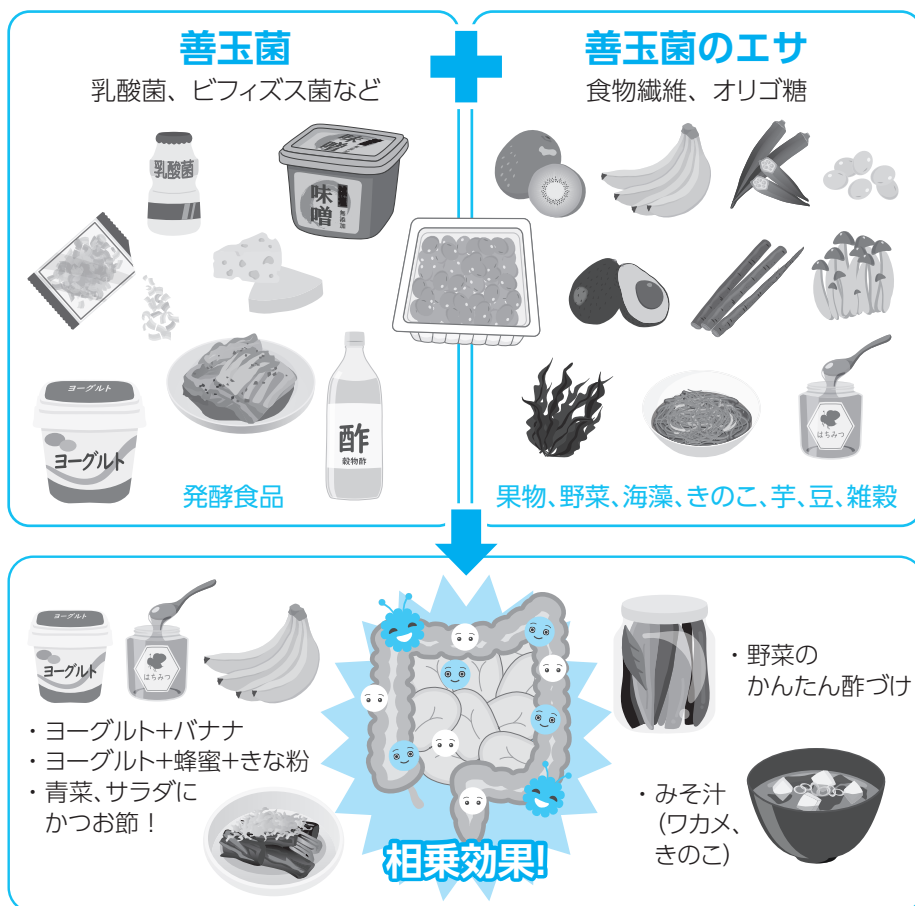 善玉菌
乳酸菌、ビフィズス菌など
乳酸菌
味噌
味噌
無添加
ヨーグルト
ヨーグルト
酢
穀物酢
発酵食品
善玉菌のエサ
食物繊維、オリゴ糖
はちみつ
果物、野菜、海藻、きのこ、芋、豆、雑穀
ヨーグルト
ヨーグルト
はちみつ
・ヨーグルト+バナナ
・ヨーグルト+蜂蜜+きな粉
・青菜、サラダに
かつお節！
相乗効果!
・野菜の
かんたん酢づけ
・みそ汁
(ワカメ、
きのこ)